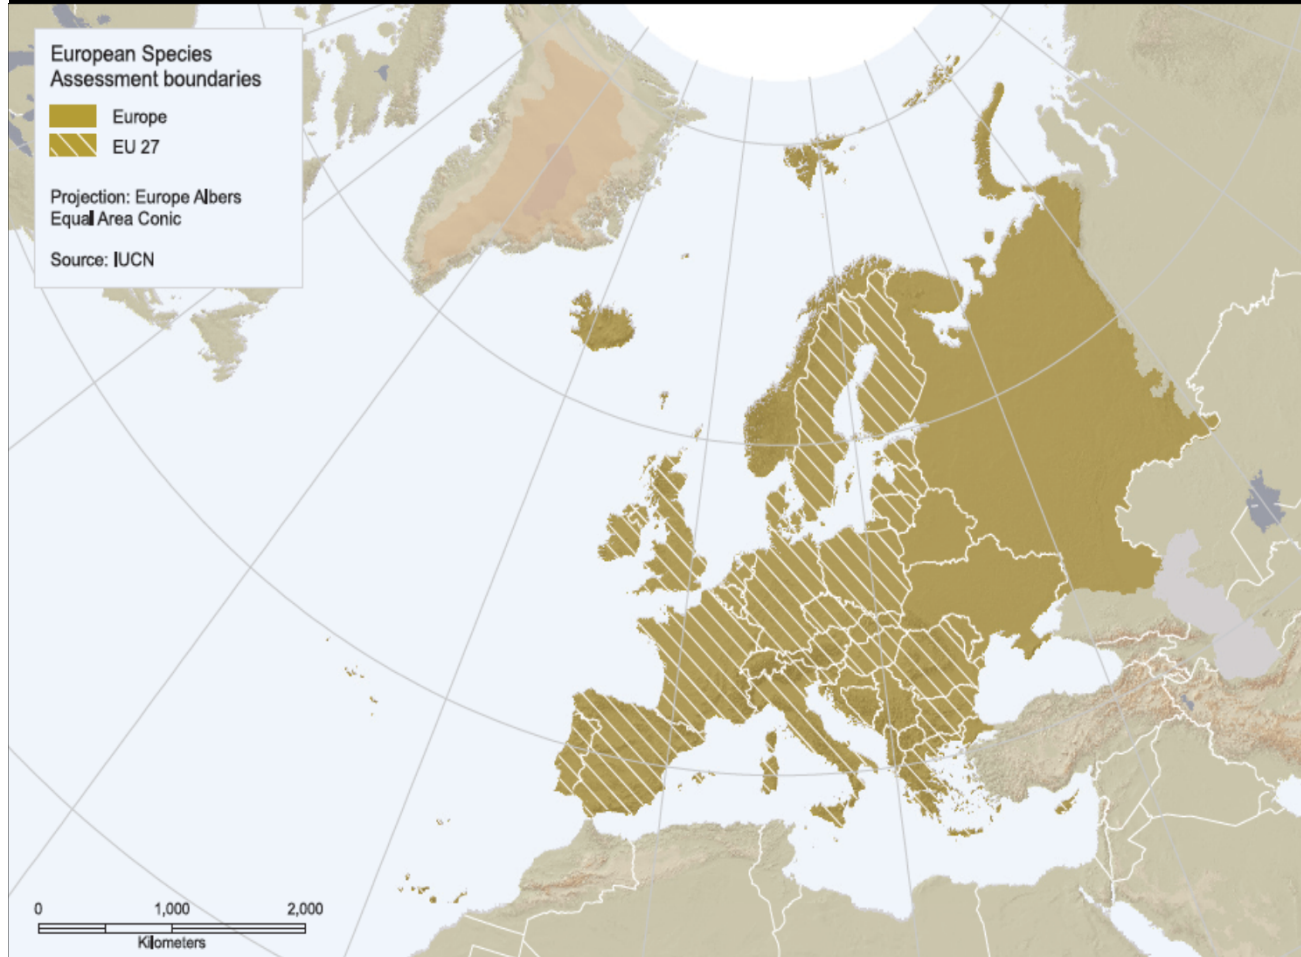 European Species
Assessment boundaries
Europe
EU 27
Projection: Europe Albers
Equal Area Conic
Source: IUCN
0 1,000 2,000
Kilometers